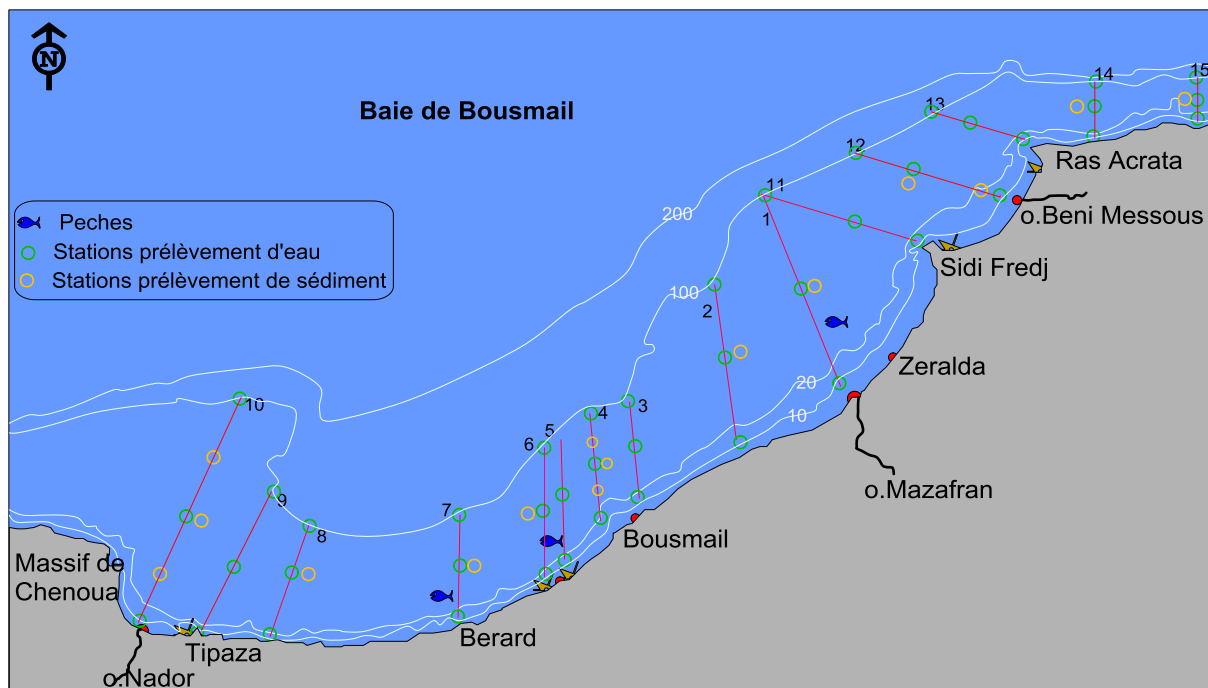 N
Baie de Bousmail
Peches
Stations prélèvement d'eau
Stations prélèvement de sédiment
15
14
13
12
11
1
Ras Acrata
o.Beni Messous
200
Sidi Fredj
100
2
Zeralda
20
10
10
3
4
5
6
o.Mazafran
9
7
8
Bousmail
Massif de
Chenoua
Berard
Tipaza
o.Nador